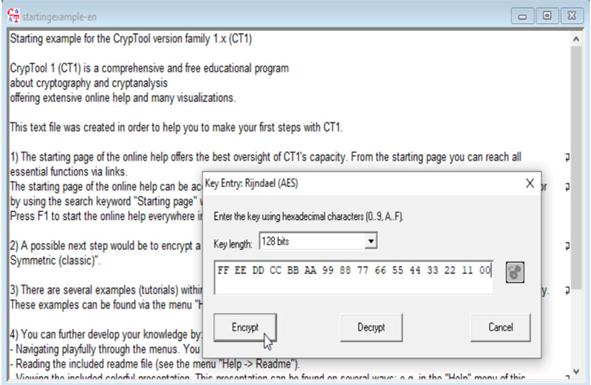 startingexample-en
Starting example for the CrypTool version family 1.x (CT1)
CrypTool 1 (CT1) is a comprehensive and free educational program
about cryptography and cryptanalysis
offering extensive online help and many visualizations.
This text file was created in order to help you to make your first steps with CT1.
1) The starting page of the online help offers the best oversight of CT1's capacity. From the starting page you can reach all
essential functions via links.
The starting page of the online help can be ac
or
by using the search keyword "Starting page"
Press F1 to start the online help everywhere i
2) A possible next step would be to encrypt a
Symmetric (classic)".
3) There are several examples (tutorials) within
y.
These examples can be found via the menu "H
4) You can further develop your knowledge by:
- Navigating playfully through the menus. You
- Reading the included readme file (see the menu "Help -> Readme").
- Viewing the included colorful presentation. This presentation can be found on several ways: e.g. in the "Help" menu of this
Key Entry: Rijndael (AES)
Enter the key using hexadecimal characters (0..9, A..F).
Key length: 128 bits
FF EE DD CC BB AA 99 88 77 66 55 44 33 22 11 00
Encrypt
Decrypt
Cancel